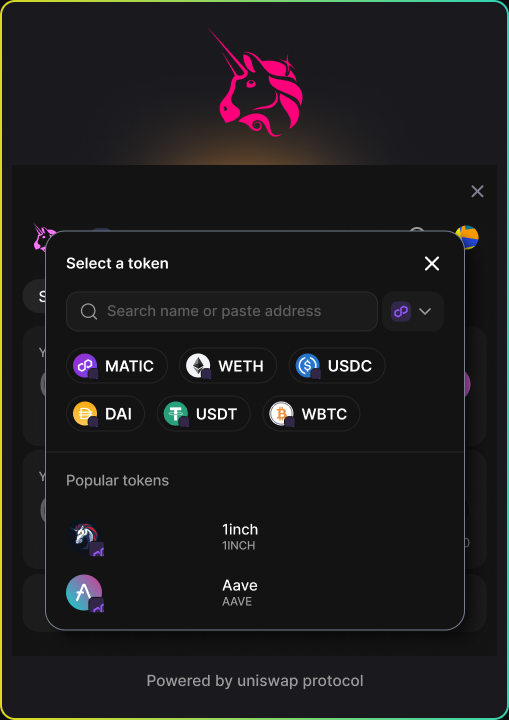 Select a token
Search name or paste address
MATIC WETH USDC
DAI USDT WBTC
Popular tokens
1inch
1INCH
Aave
AAVE
Powered by uniswap protocol